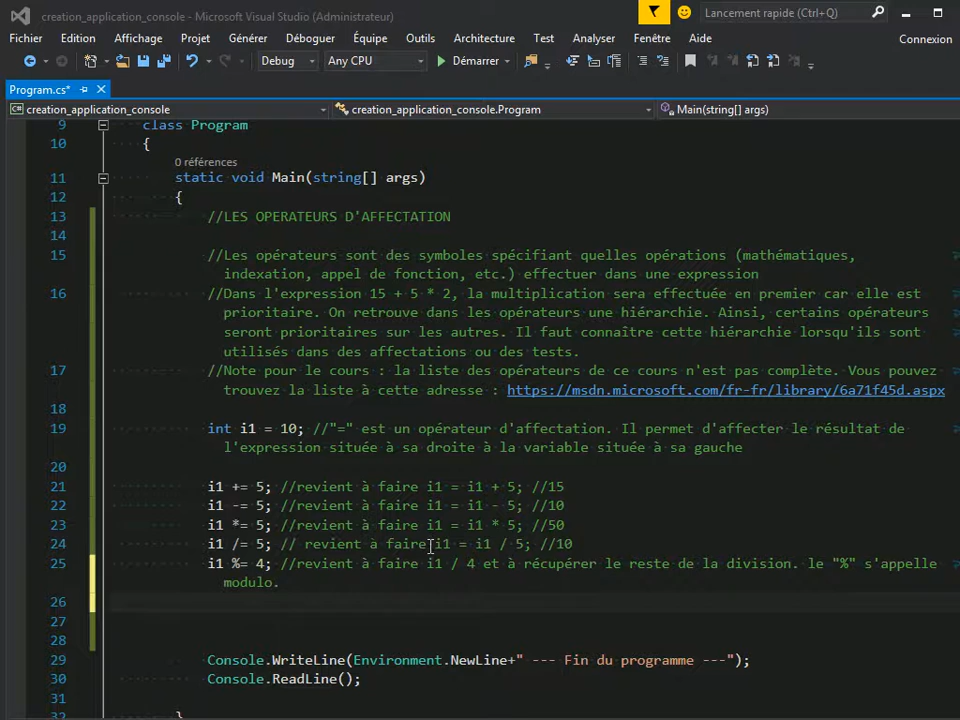 creation_application_console - Microsoft Visual Studio (Administrateur)
Lancement rapide (Ctrl+Q)
Fichier Edition Affichage Projet Générer Déboguer Équipe Outils Architecture Test Analyser Fenêtre Aide
Connexion
Debug Any CPU Démarrer
Program.cs*
creation_application_console creation_application_console.Program Main(string[] args)
9 class Program
10 {
0 références
11 static void Main(string[] args)
12 {
13 //LES OPERATEURS D'AFFECTATION
14
15 //Les opérateurs sont des symboles spécifiant quelles opérations (mathématiques,
indexation, appel de fonction, etc.) effectuer dans une expression
16 //Dans l'expression 15 + 5 * 2, la multiplication sera effectuée en premier car elle est
prioritaire. On retrouve dans les opérateurs une hiérarchie. Ainsi, certains opérateurs
seront prioritaires sur les autres. Il faut connaître cette hiérarchie lorsqu'ils sont
utilisés dans des affectations ou des tests.
17 //Note pour le cours : la liste des opérateurs de ce cours n'est pas complète. Vous pouvez
trouvez la liste à cette adresse : https://msdn.microsoft.com/fr-fr/library/6a71f45d.aspx
18
19 int i1 = 10; //"=" est un opérateur d'affectation. Il permet d'affecter le résultat de
l'expression située à sa droite à la variable située à sa gauche
20
21 i1 += 5; //revient à faire i1 = i1 + 5; //15
22 i1 -= 5; //revient à faire i1 = i1 - 5; //10
23 i1 *= 5; //revient à faire i1 = i1 * 5; //50
24 i1 /= 5; // revient à faire i1 = i1 / 5; //10
25 i1 %= 4; //revient à faire i1 / 4 et à récupérer le reste de la division. le "%" s'appelle
modulo.
26
27
28
29 Console.WriteLine(Environment.NewLine+" --- Fin du programme ---");
30 Console.ReadLine();
31
32 }